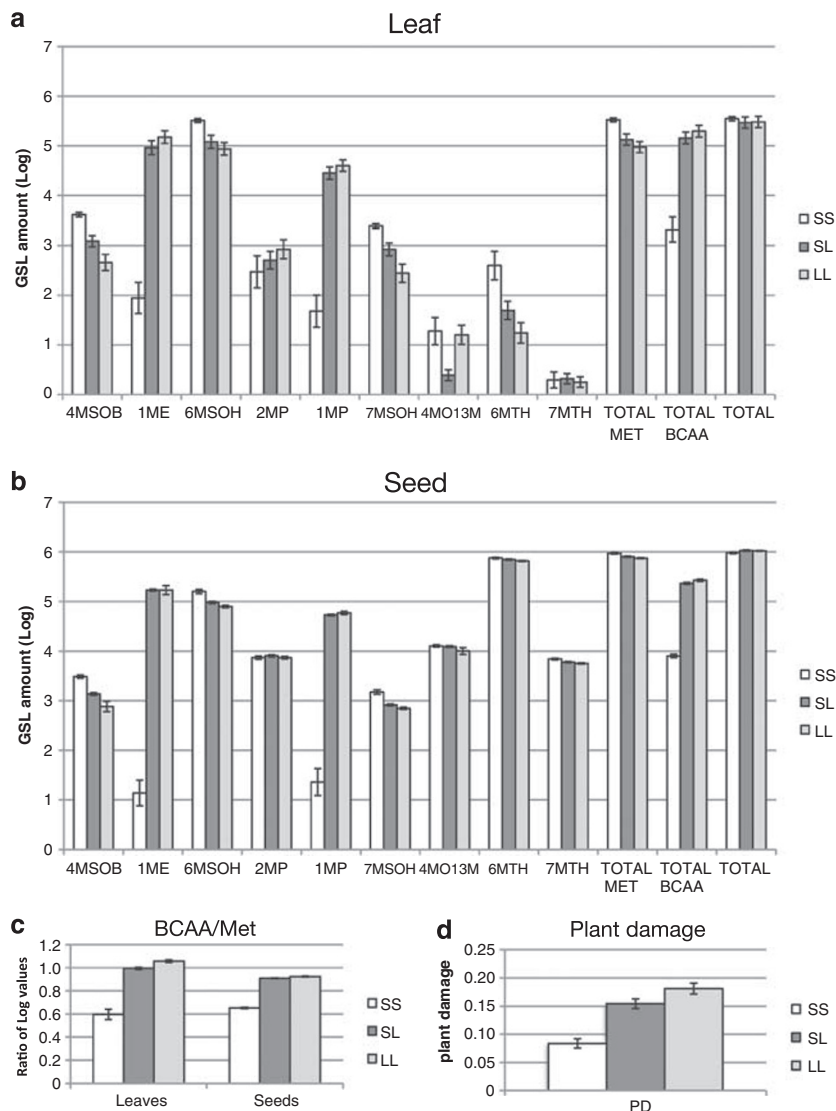 a
Leaf
7
6
5
4
3
2
1
0
GSL amount (Log)
4MSOB 1ME 6MSOH 2MP 1MP 7MSOH 4MO13M 6MTH 7MTH TOTAL TOTAL TOTAL
MET BCAA
SS
SL
LL
b
Seed
7
6
5
4
3
2
1
0
GSL amount (Log)
4MSOB 1ME 6MSOH 2MP 1MP 7MSOH 4MO13M 6MTH 7MTH TOTAL TOTAL TOTAL
MET BCAA
SS
SL
LL
c
BCAA/Met
1.2
1.0
0.8
0.6
0.4
0.2
0
Ratio of Log values
Leaves Seeds
SS
SL
LL
d
Plant damage
0.25
0.20
0.15
0.10
0.05
0
plant damage
PD
SS
SL
LL